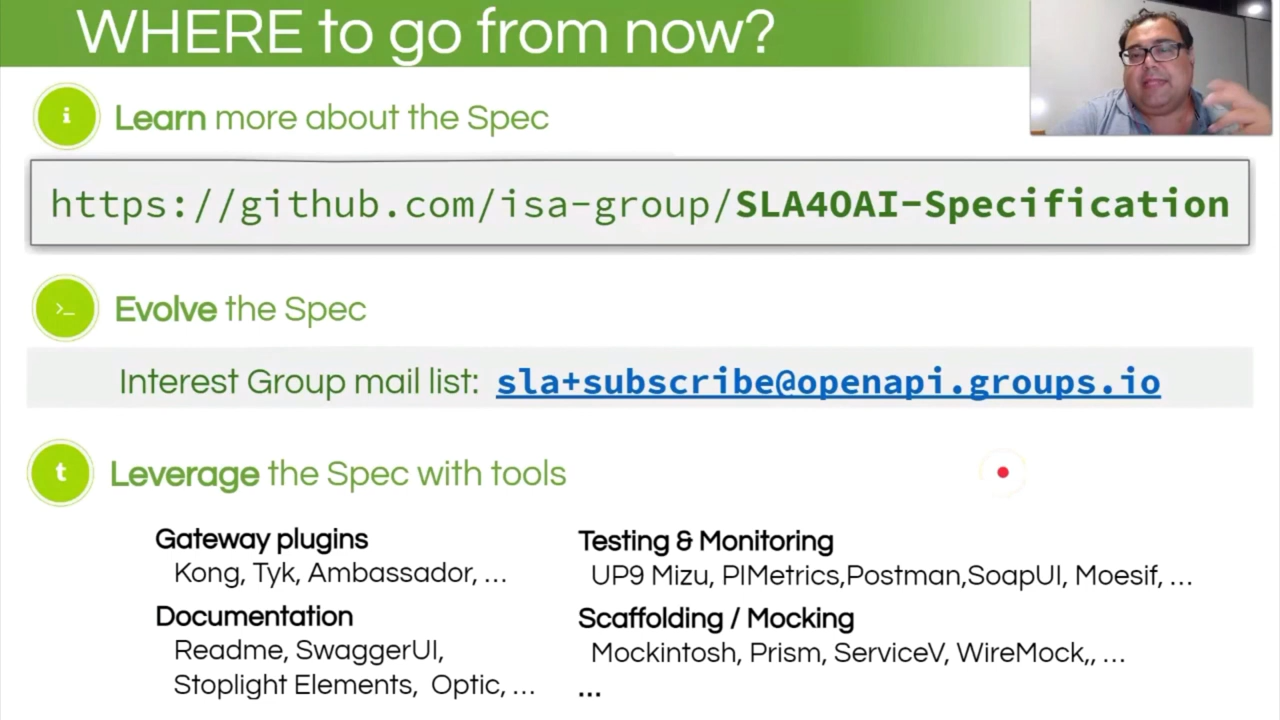 WHERE to go from now?
i
Learn more about the Spec
https://github.com/isa-group/SLA4OAI-Specification
>_
Evolve the Spec
Interest Group mail list: sla+subscribe@openapi.groups.io
t
Leverage the Spec with tools
Gateway plugins
Kong, Tyk, Ambassador, ...
Documentation
Readme, SwaggerUI,
Stoplight Elements, Optic, ...
Testing & Monitoring
UP9 Mizu, PIMetrics,Postman,SoapUI, Moesif, ...
Scaffolding / Mocking
Mockintosh, Prism, ServiceV, WireMock,, ...
...